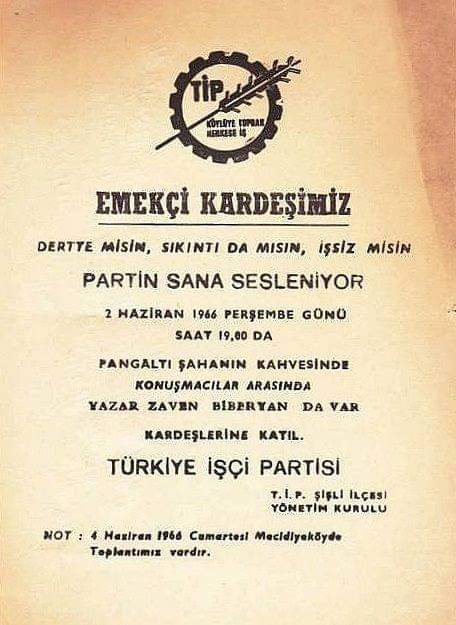 TİP
KÖYLÜYE TOPRAK
HERKESE İŞ
EMEKÇİ KARDEŞİMİZ
DERTTE MİSİN, SIKINTI DA MISIN, İŞSİZ MİSİN
PARTİN SANA SESLENİYOR
2 HAZİRAN 1966 PERŞEMBE GÜNÜ
SAAT 19,00 DA
PANGALTI ŞAHANIN KAHVESİNDE
KONUŞMACILAR ARASINDA
YAZAR ZAVEN BİBERYAN DA VAR
KARDEŞLERİNE KATIL.
TÜRKİYE İŞÇİ PARTİSİ
T.İ.P. ŞİŞLİ İLÇESİ
YÖNETİM KURULU
NOT : 4 Haziran 1966 Cumartesi Mecidiyeköyde
Toplantımız vardır.